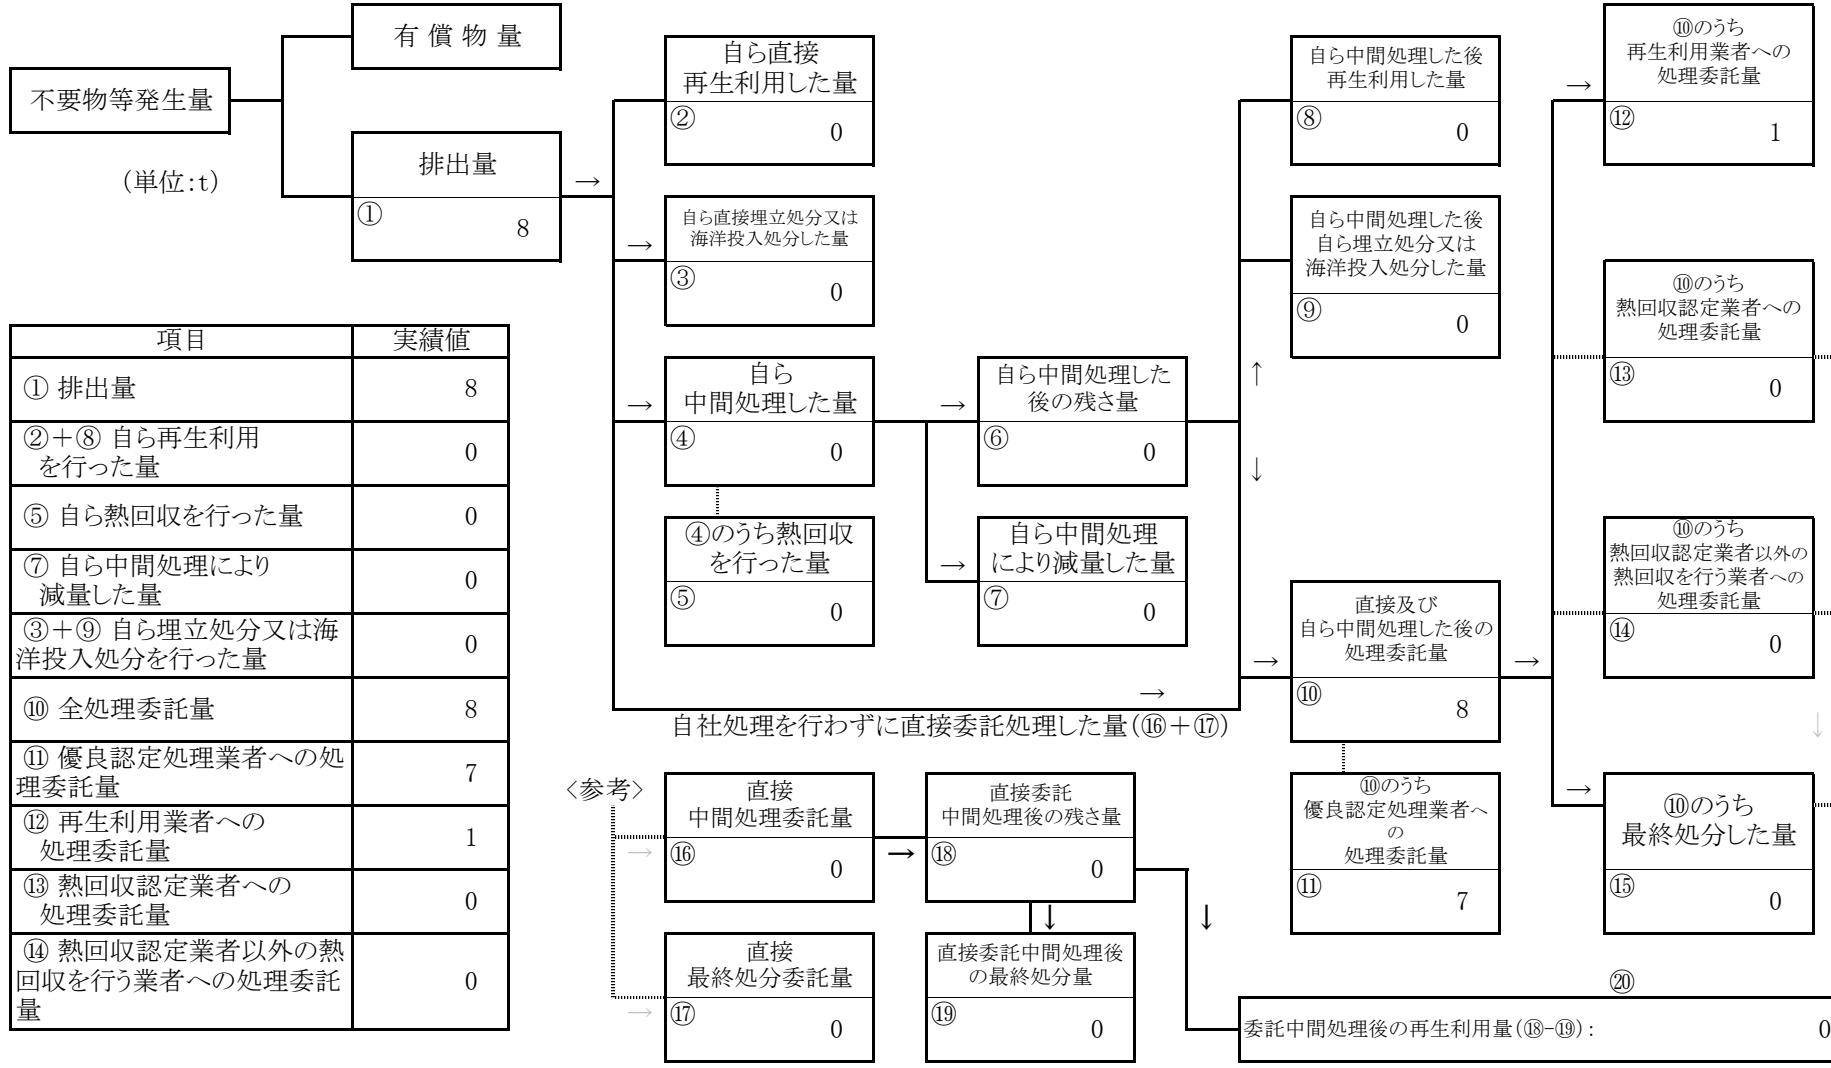 有 償 物 量
不要物等発生量
(単位:t)
排出量
①
8
→
自ら直接
再生利用した量
②
0
→
自ら直接埋立処分又は
海洋投入処分した量
③
0
→
自ら
中間処理した量
④
0
④のうち熱回収
を行った量
⑤
0
→
自ら中間処理した
後の残さ量
⑥
0
→
自ら中間処理
により減量した量
⑦
0
→
自社処理を行わずに直接委託処理した量(⑯+⑰)
↑
↓
自ら中間処理した後
再生利用した量
⑧
0
自ら中間処理した後
自ら埋立処分又は
海洋投入処分した量
⑨
0
→
直接及び
自ら中間処理した後の
処理委託量
⑩
8
⑩のうち
優良認定処理業者へ
の
処理委託量
⑪
7
→
→
⑩のうち
再生利用業者への
処理委託量
⑫
1
⑩のうち
熱回収認定業者への
処理委託量
⑬
0
⑩のうち
熱回収認定業者以外の
熱回収を行う業者への
処理委託量
⑭
0
↓
→
⑩のうち
最終処分した量
⑮
0
項目 実績値
① 排出量 8
②+⑧ 自ら再生利用
を行った量 0
⑤ 自ら熱回収を行った量 0
⑦ 自ら中間処理により
減量した量 0
③+⑨ 自ら埋立処分又は海
洋投入処分を行った量 0
⑩ 全処理委託量 8
⑪ 優良認定処理業者への処
理委託量 7
⑫ 再生利用業者への
処理委託量 1
⑬ 熱回収認定業者への
処理委託量 0
⑭ 熱回収認定業者以外の熱
回収を行う業者への処理委託
量 0
<参考>
→
直接
中間処理委託量
⑯
0
→
直接委託
中間処理後の残さ量
⑱
0
↓
↓
→
直接
最終処分委託量
⑰
0
直接委託中間処理後
の最終処分量
⑲
0
⑳
委託中間処理後の再生利用量(⑱-⑲): 0